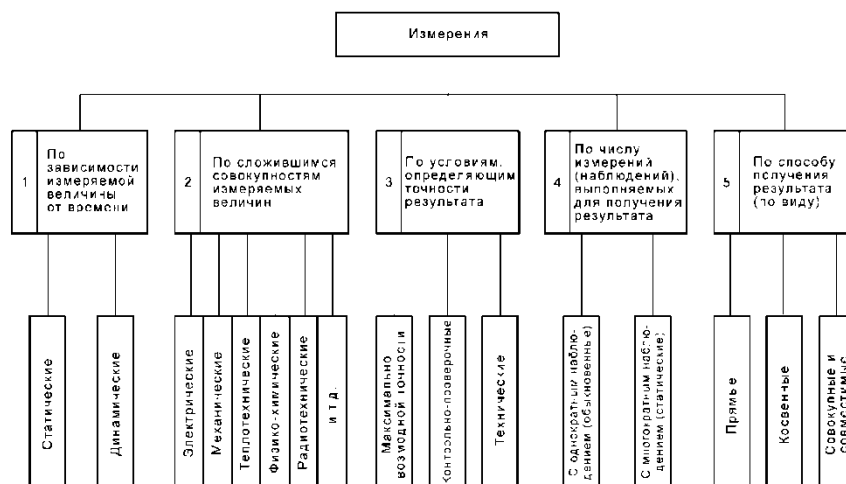 Измерения
1
По
зависимости
измеряемой
величины
от времени
2
По сложившимся
совокупностям
измеряемых
величин
3
По условиям,
определяющим
точности
результата
4
По числу
измерений
(наблюдений),
выполняемых
для получения
результата
5
По способу
получения
результата
(по виду)
Статические
Динамические
Электрические
Механические
Теплотехнические
Физико-химические
Радиотехнические
и т.д.
Максимально
возмодной точности
Контрольно-проверочные
Технические
С однократным наблю-
дением (обыкновенные)
С многократным наблю-
дением (статические)
Прямые
Косвенные
Совокупные и
совместимые